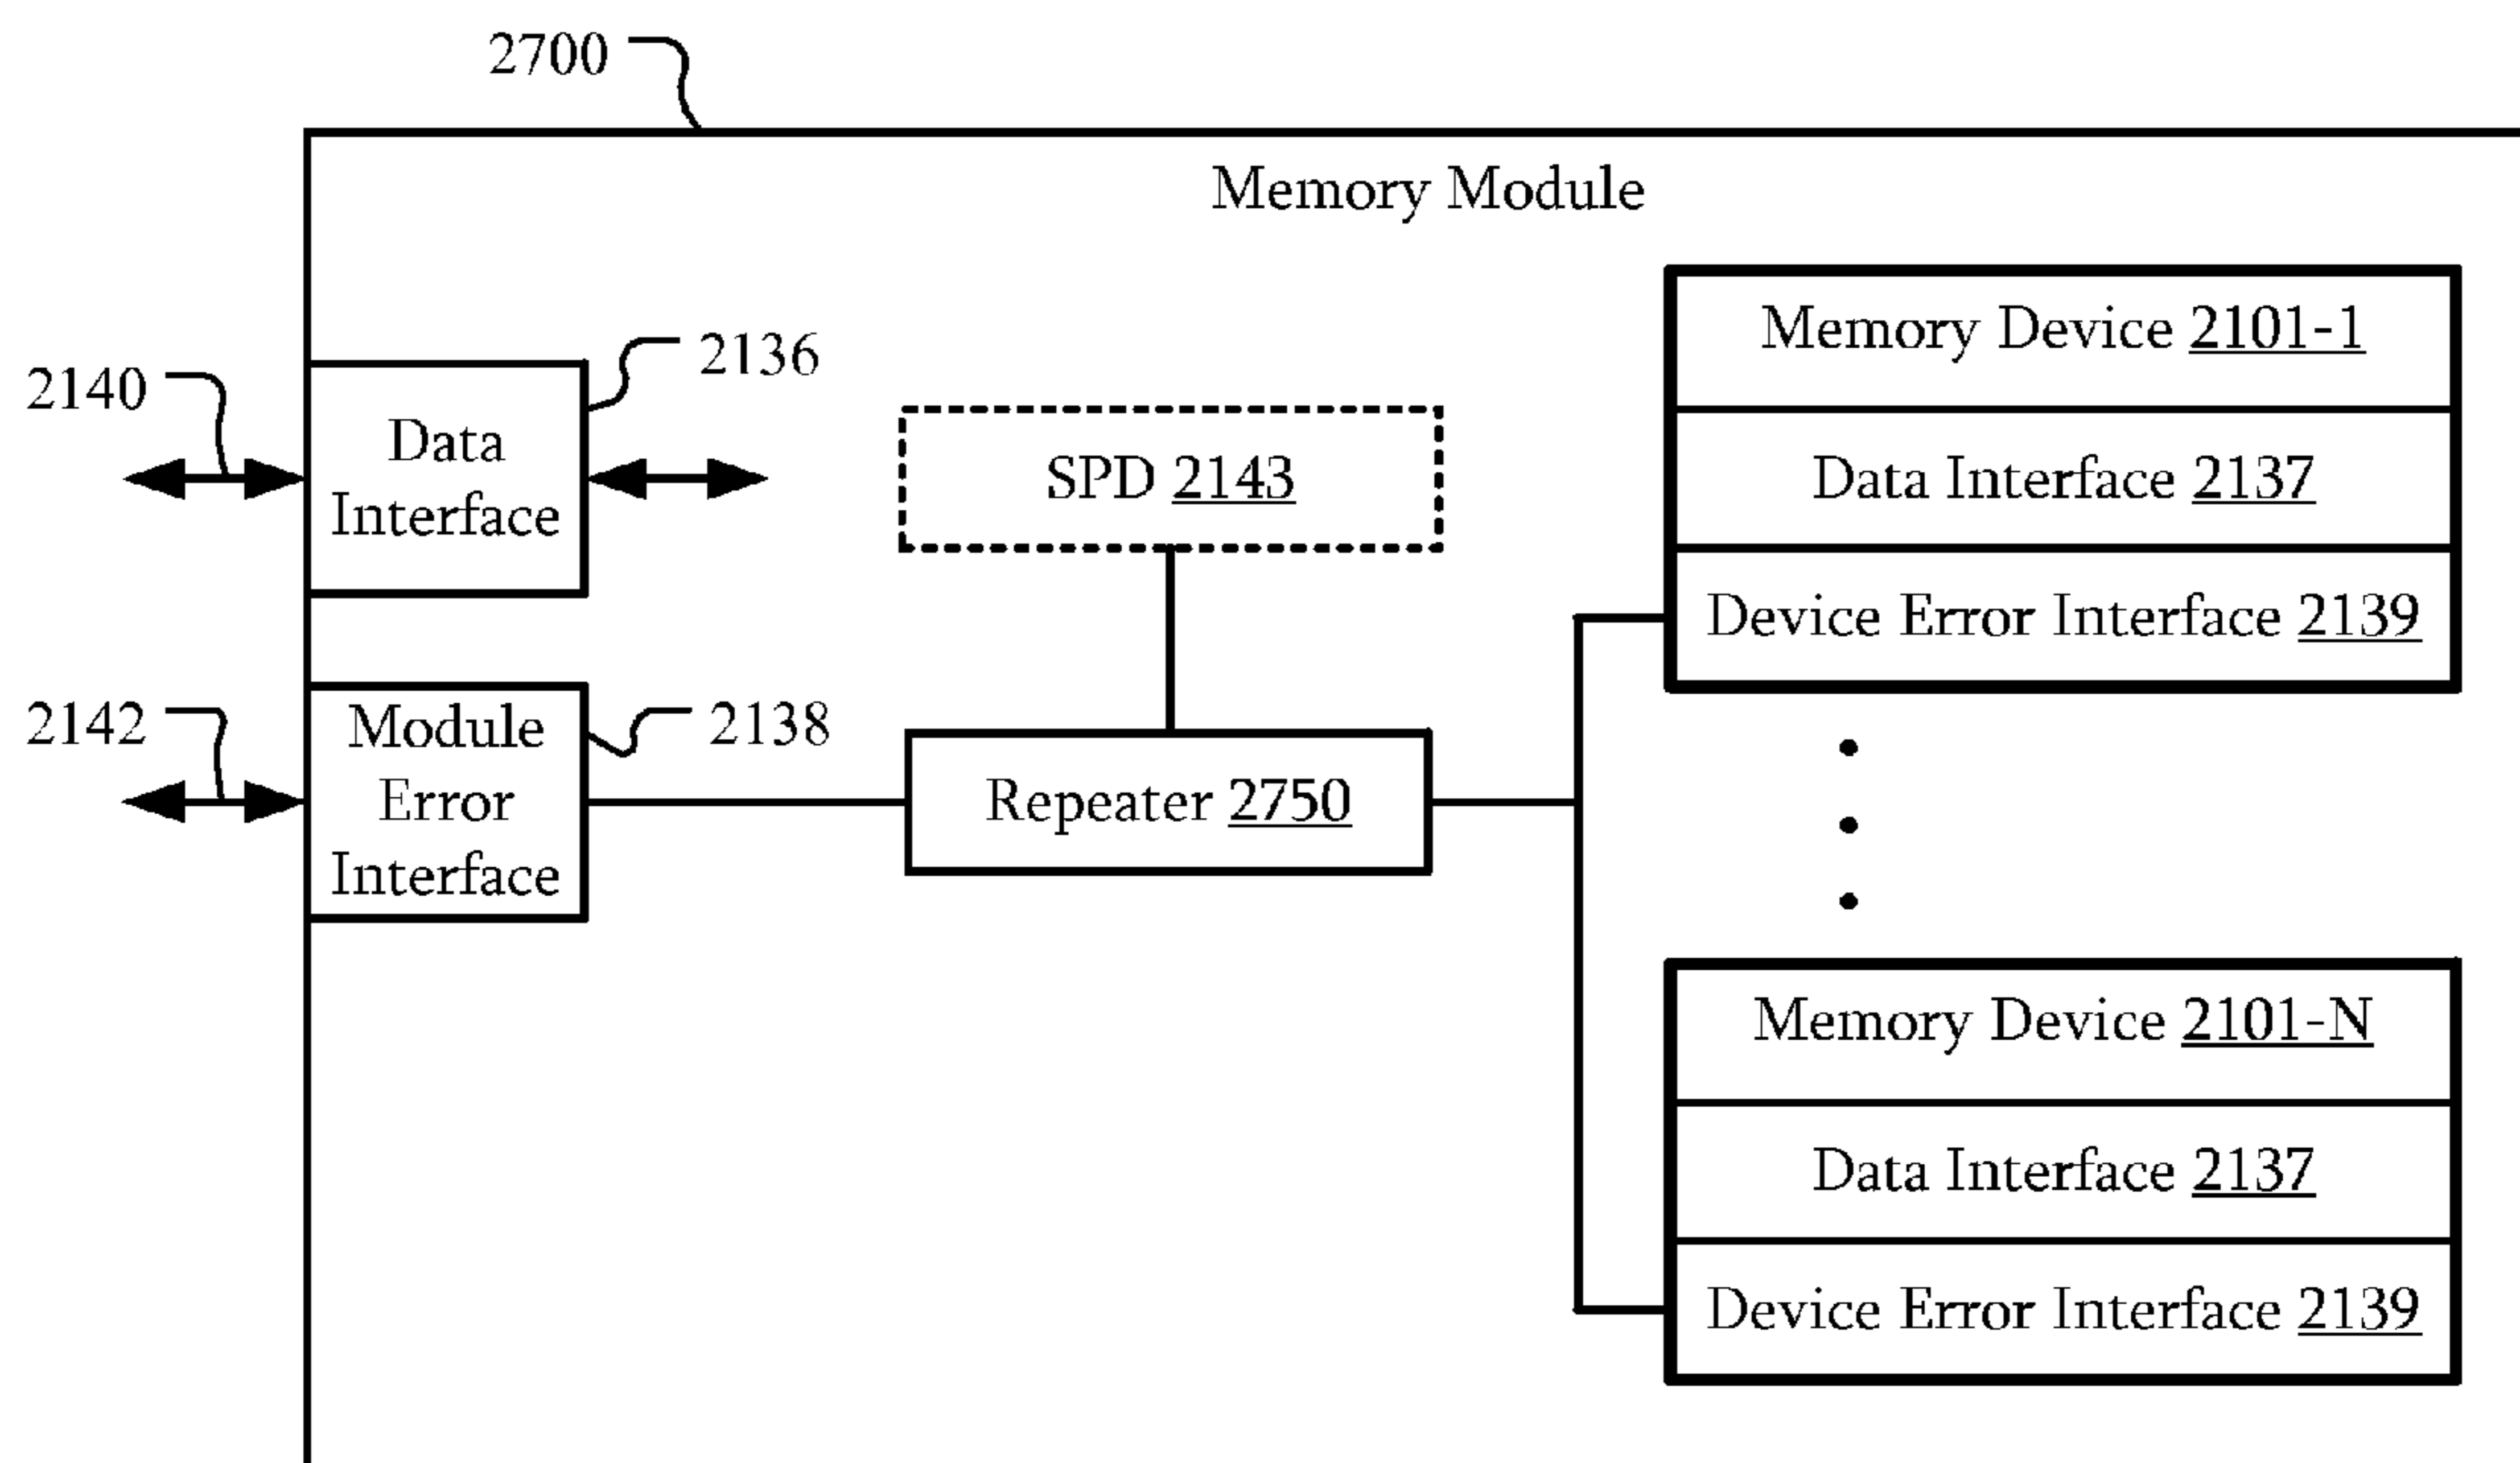 2700
Memory Module
2140
2136
Data
Interface
SPD 2143
Memory Device 2101-1
Data Interface 2137
Device Error Interface 2139
2142
Module
Error
Interface
2138
Repeater 2750
Memory Device 2101-N
Data Interface 2137
Device Error Interface 2139